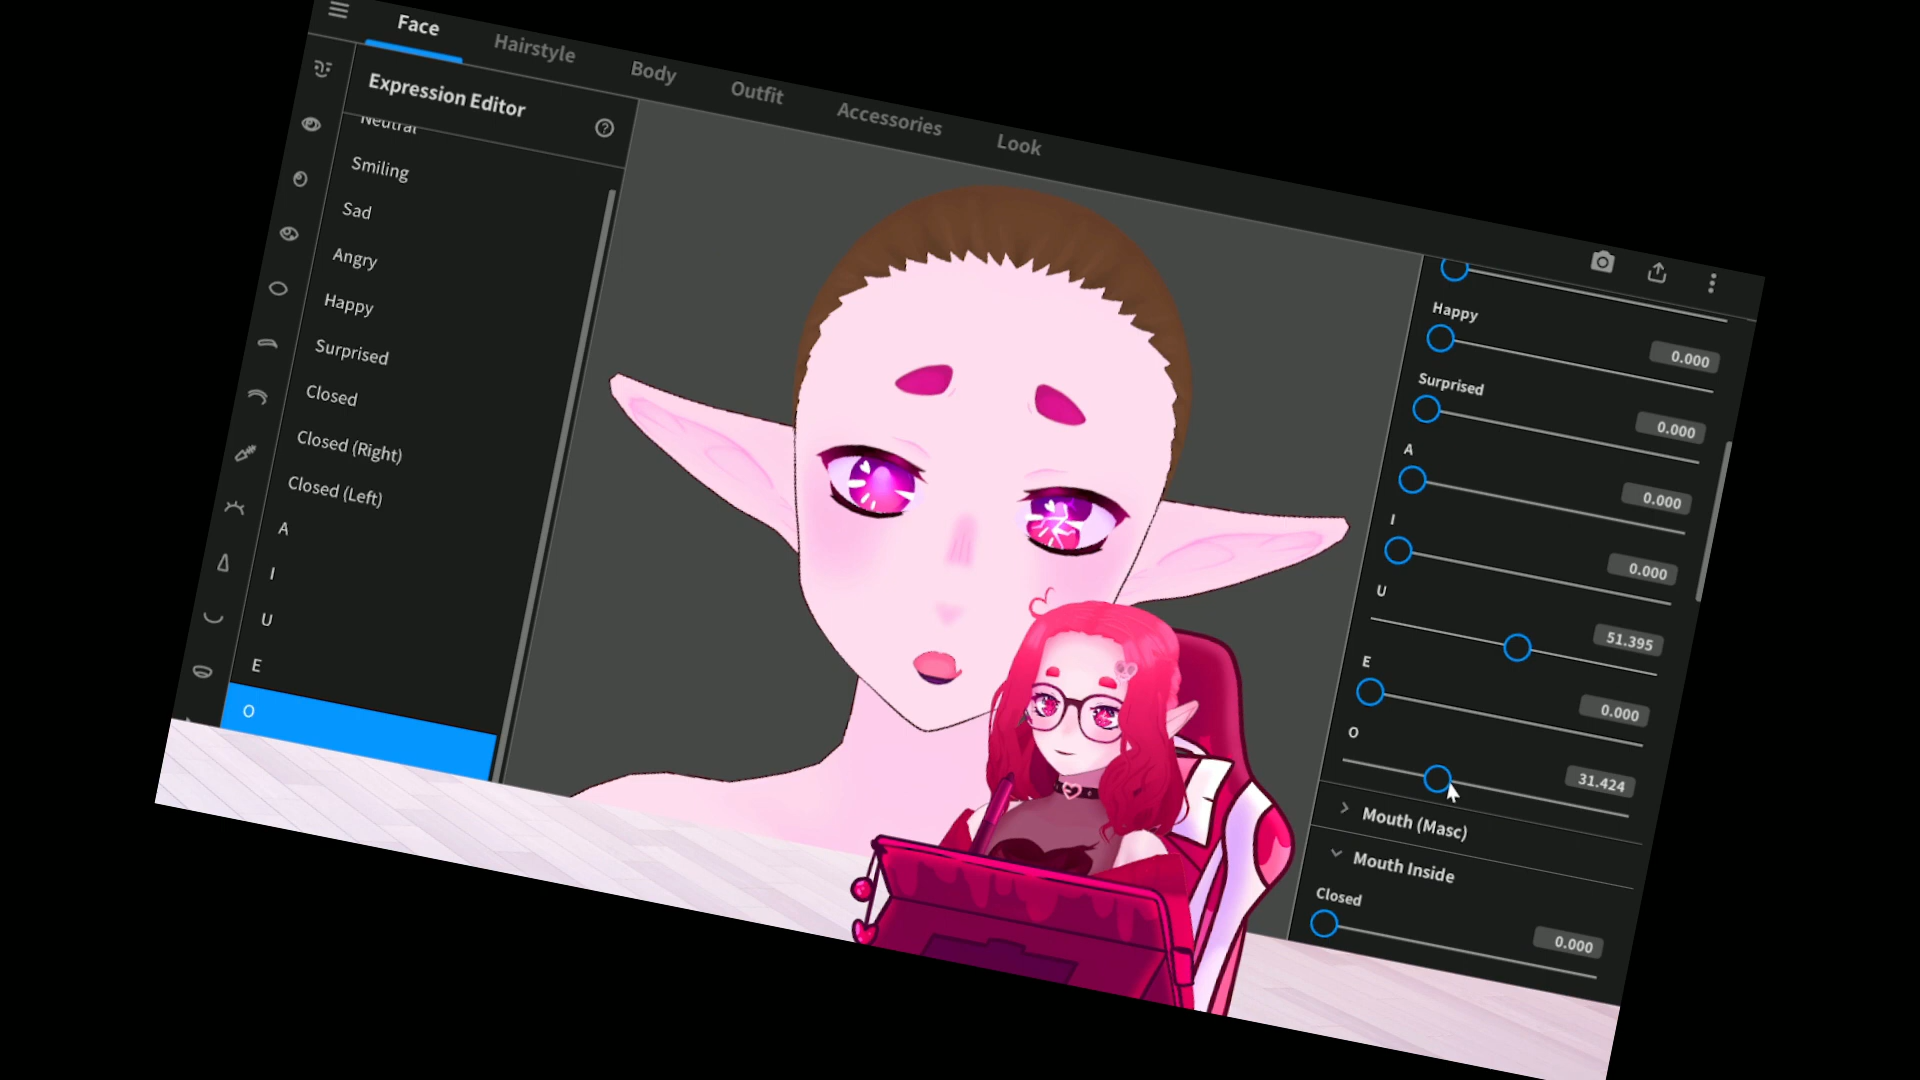 Face
Hairstyle
Body
Outfit
Accessories
Look
Expression Editor
?
Neutral
Smiling
Sad
Angry
Happy
Surprised
Closed
Closed (Right)
Closed (Left)
A
I
U
E
O
Happy
0.000
Surprised
0.000
A
0.000
I
0.000
U
51.395
E
0.000
O
31.424
Mouth (Masc)
Mouth Inside
Closed
0.000